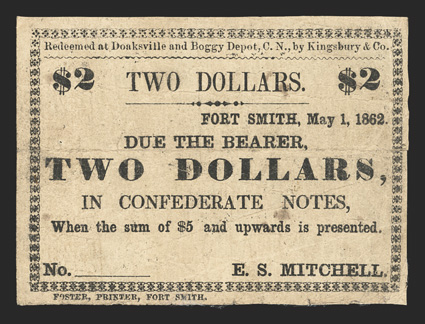 Redeemed at Doaksville and Boggy Depot, C. N., by Kingsbury & Co.
$2 TWO DOLLARS. $2
FORT SMITH, May 1, 1862.
DUE THE BEARER,
TWO DOLLARS,
IN CONFEDERATE NOTES,
When the sum of $5 and upwards is presented.
No. E. S. MITCHELL.
FOSTER, PRINTER, FORT SMITH.